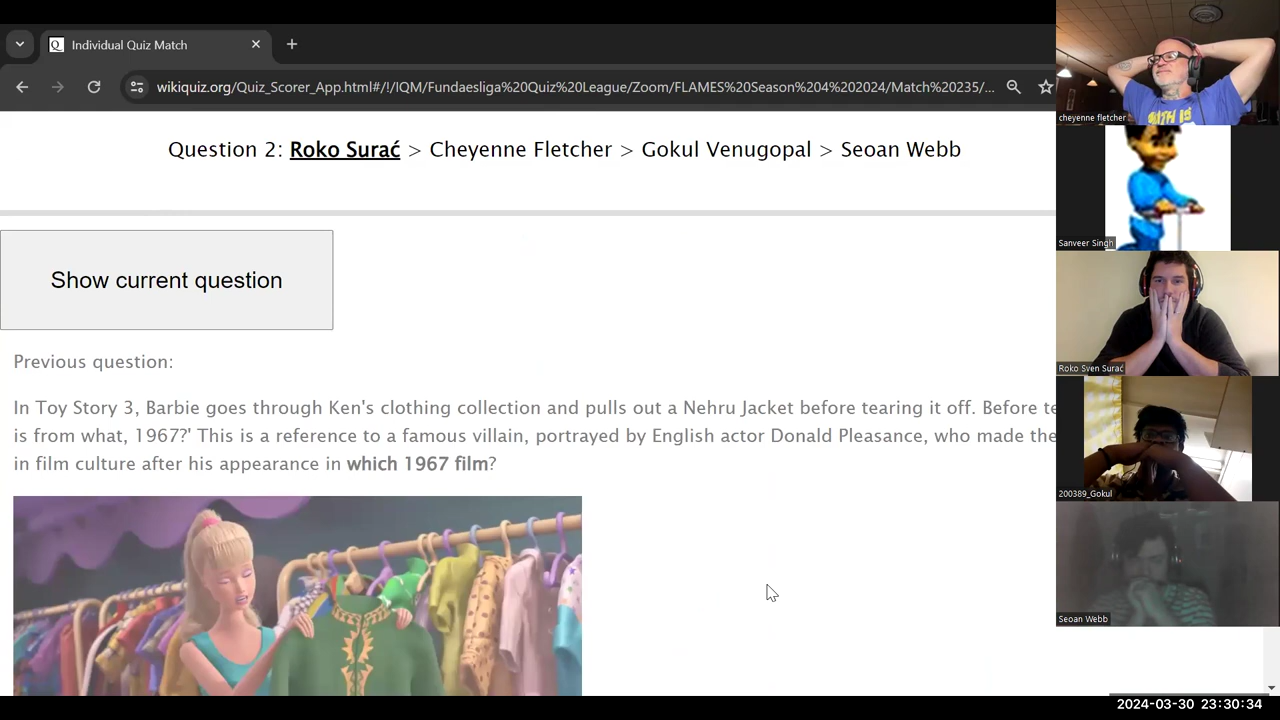 Individual Quiz Match
wikiquiz.org/Quiz_Scorer_App.html#/!/IQM/Fundaesliga%20Quiz%20League/Zoom/FLAMES%20Season%204%202024/Match%20235/...
Question 2: Roko Surać > Cheyenne Fletcher > Gokul Venugopal > Seoan Webb
Show current question
Previous question:
In Toy Story 3, Barbie goes through Ken's clothing collection and pulls out a Nehru Jacket before tearing it off. Before te
is from what, 1967?' This is a reference to a famous villain, portrayed by English actor Donald Pleasance, who made the
in film culture after his appearance in which 1967 film?
cheyenne fletcher
Sanveer Singh
Roko Sven Surać
200389_Gokul
Seoan Webb
2024-03-30 23:30:34